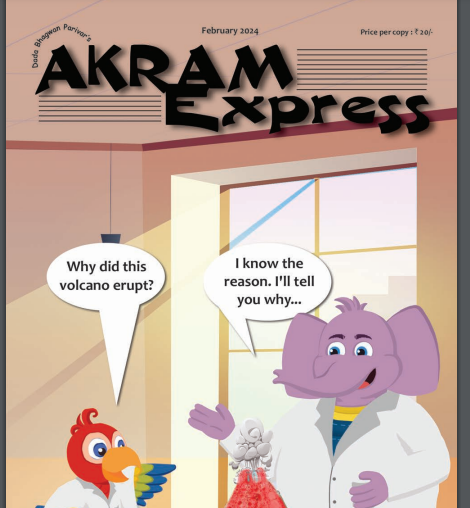 Dada Bhagwan Parivar's
February 2024
Price per copy : ₹ 20/-
AKRAM
Express
Why did this
volcano erupt?
I know the
reason. I'll tell
you why...